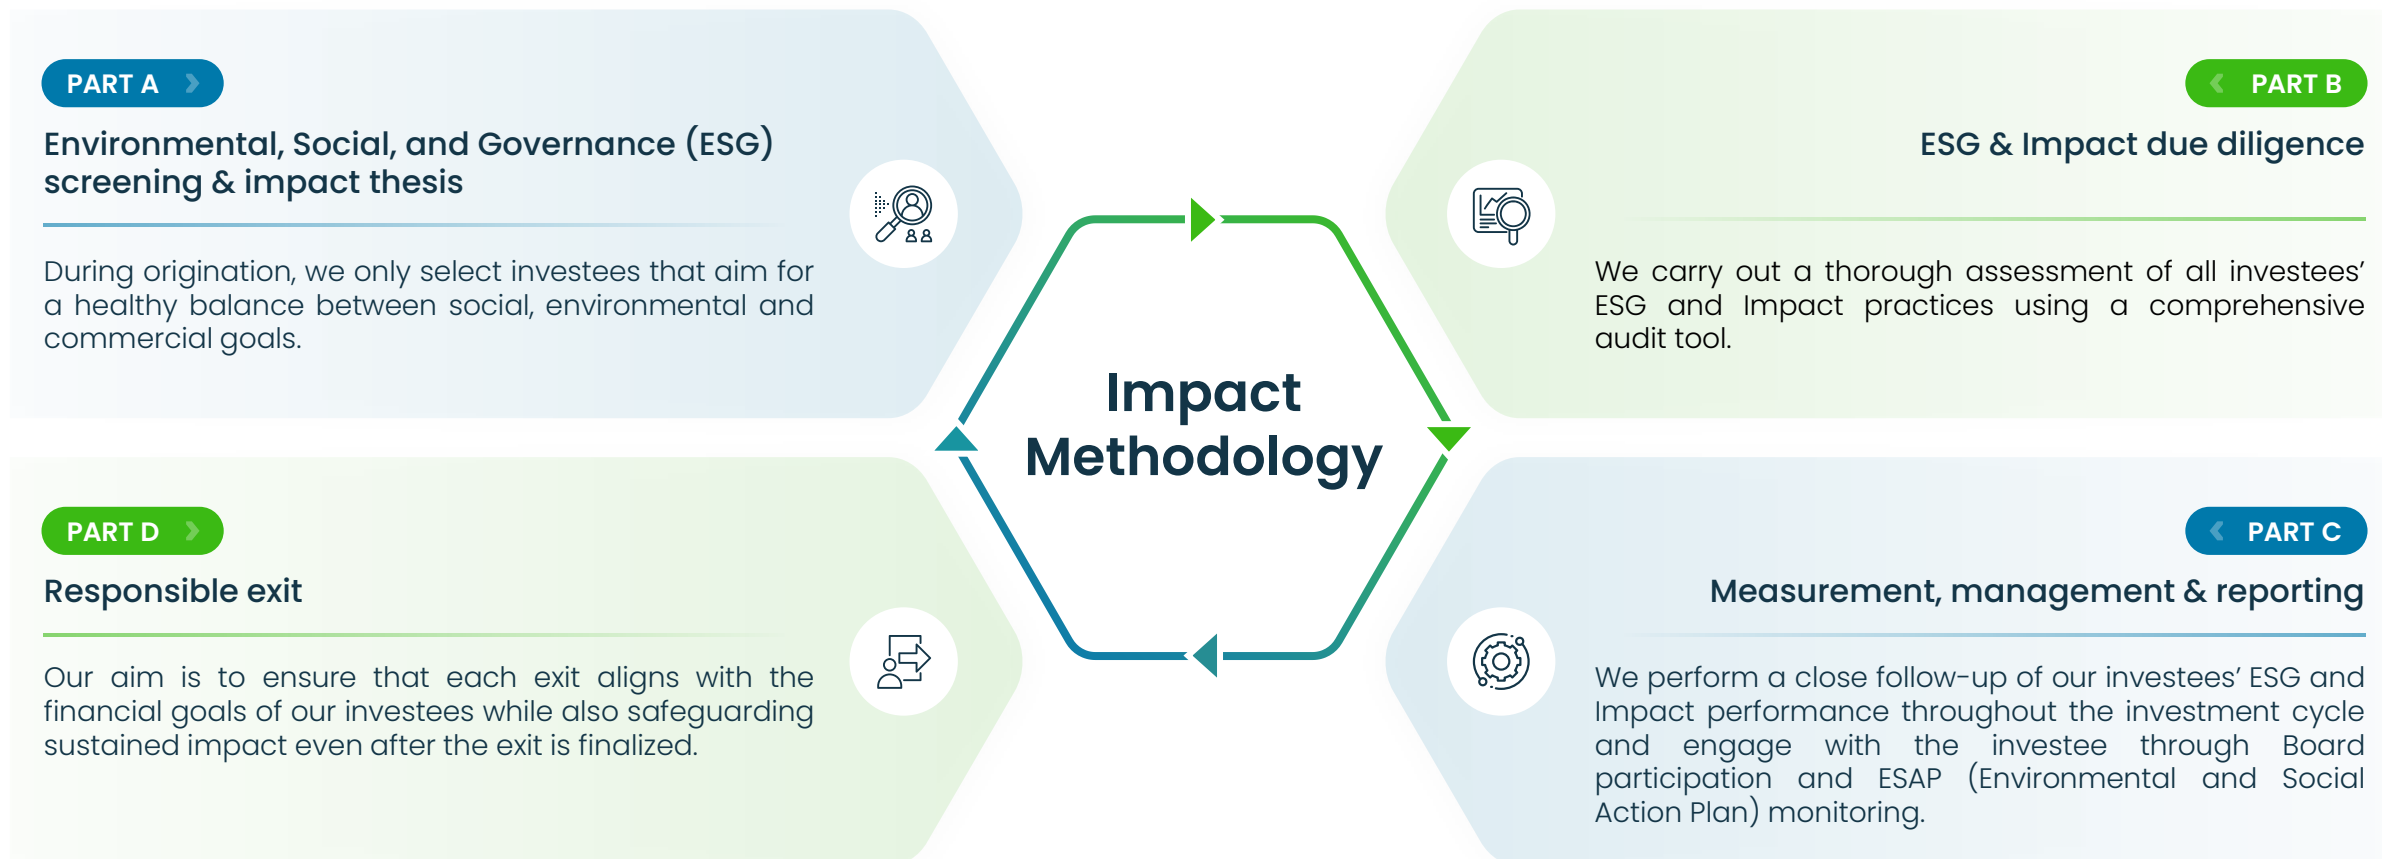 PART A
Environmental, Social, and Governance (ESG)
screening & impact thesis
During origination, we only select investees that aim for
a healthy balance between social, environmental and
commercial goals.
PART B
ESG & Impact due diligence
We carry out a thorough assessment of all investees’
ESG and Impact practices using a comprehensive
audit tool.
Impact
Methodology
PART D
Responsible exit
Our aim is to ensure that each exit aligns with the
financial goals of our investees while also safeguarding
sustained impact even after the exit is finalized.
PART C
Measurement, management & reporting
We perform a close follow-up of our investees’ ESG and
Impact performance throughout the investment cycle
and engage with the investee through Board
participation and ESAP (Environmental and Social
Action Plan) monitoring.